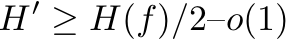 H′ ≥ H(f)/2–o(1)